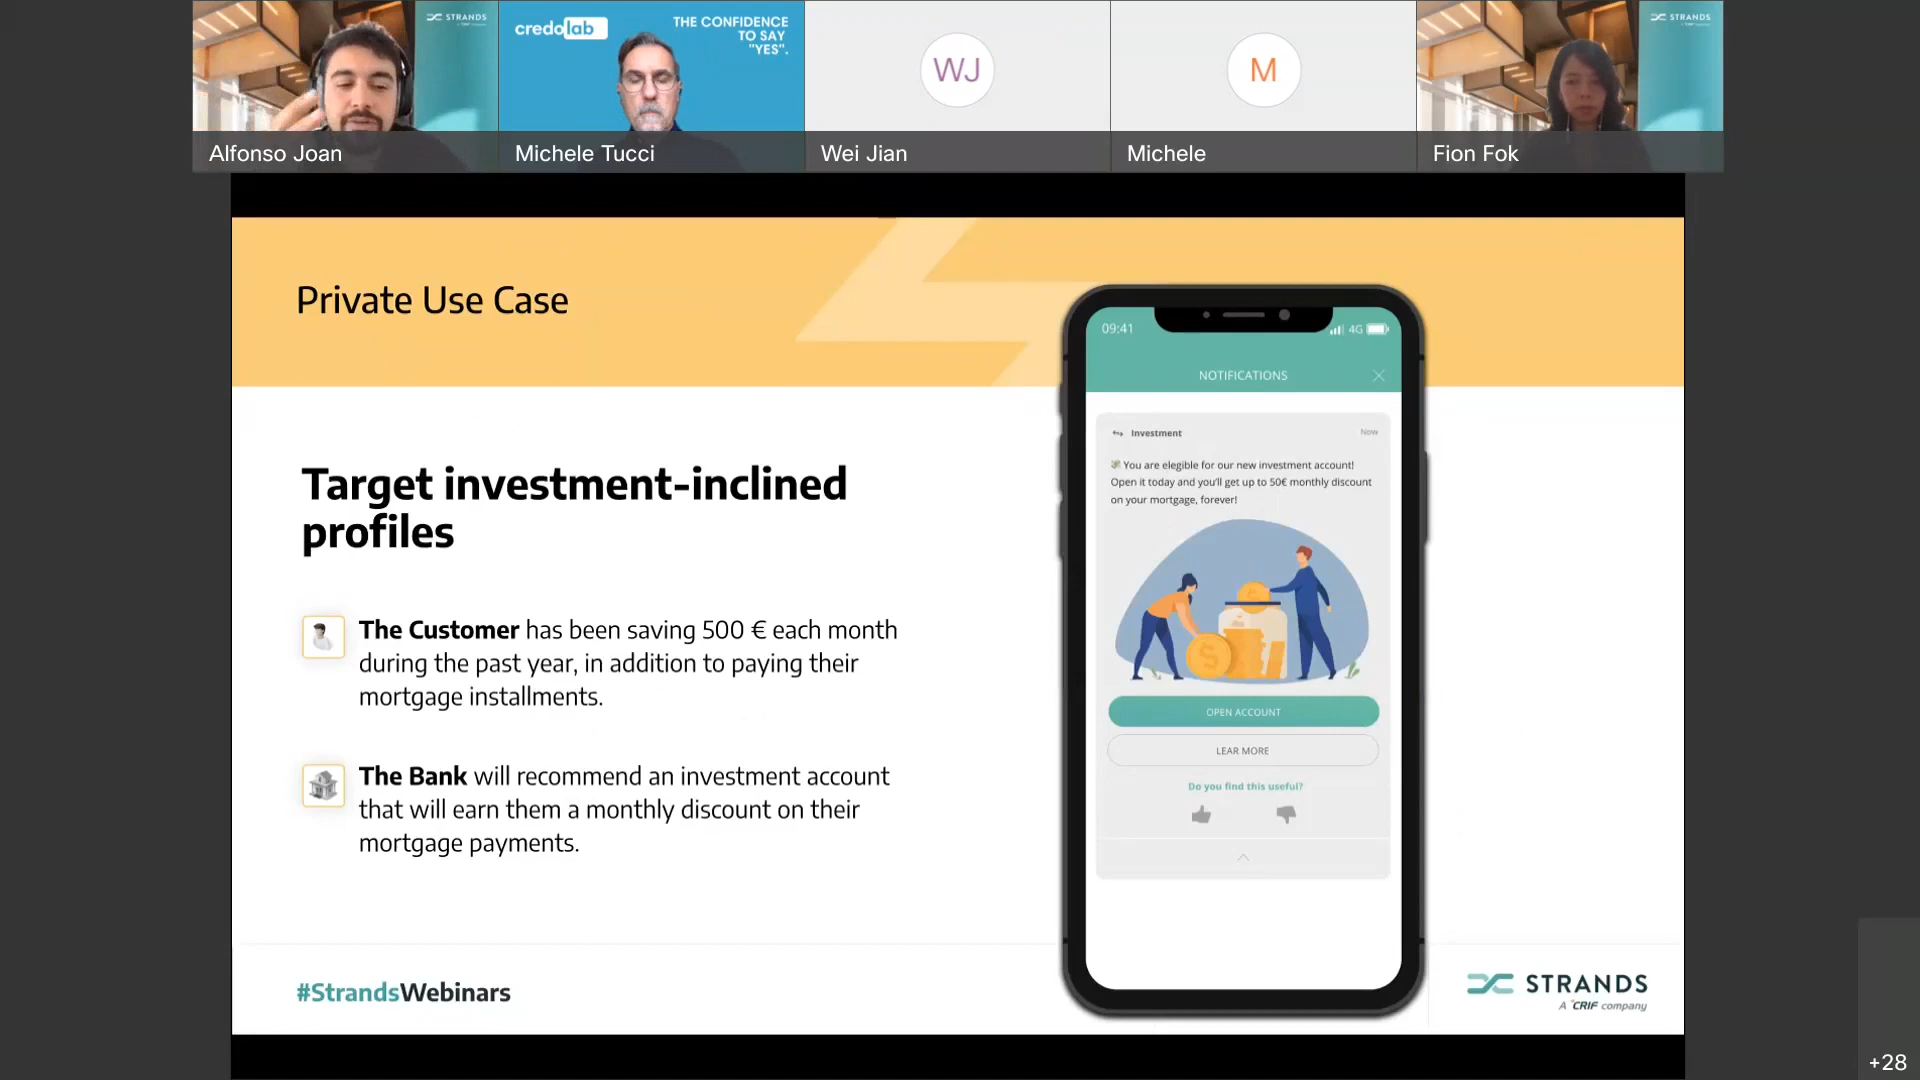 STRANDS
credolab
THE CONFIDENCE
TO SAY
"YES".
WJ
M
STRANDS
Alfonso Joan
Michele Tucci
Wei Jian
Michele
Fion Fok
Private Use Case
09:41
4G
NOTIFICATIONS
Investment
Now
You are elegible for our new investment account!
Open it today and you'll get up to 50€ monthly discount
on your mortgage, forever!
OPEN ACCOUNT
LEAR MORE
Do you find this useful?
Target investment-inclined
profiles
The Customer has been saving 500 € each month
during the past year, in addition to paying their
mortgage installments.
The Bank will recommend an investment account
that will earn them a monthly discount on their
mortgage payments.
#StrandsWebinars
STRANDS
A CRIF company
+28